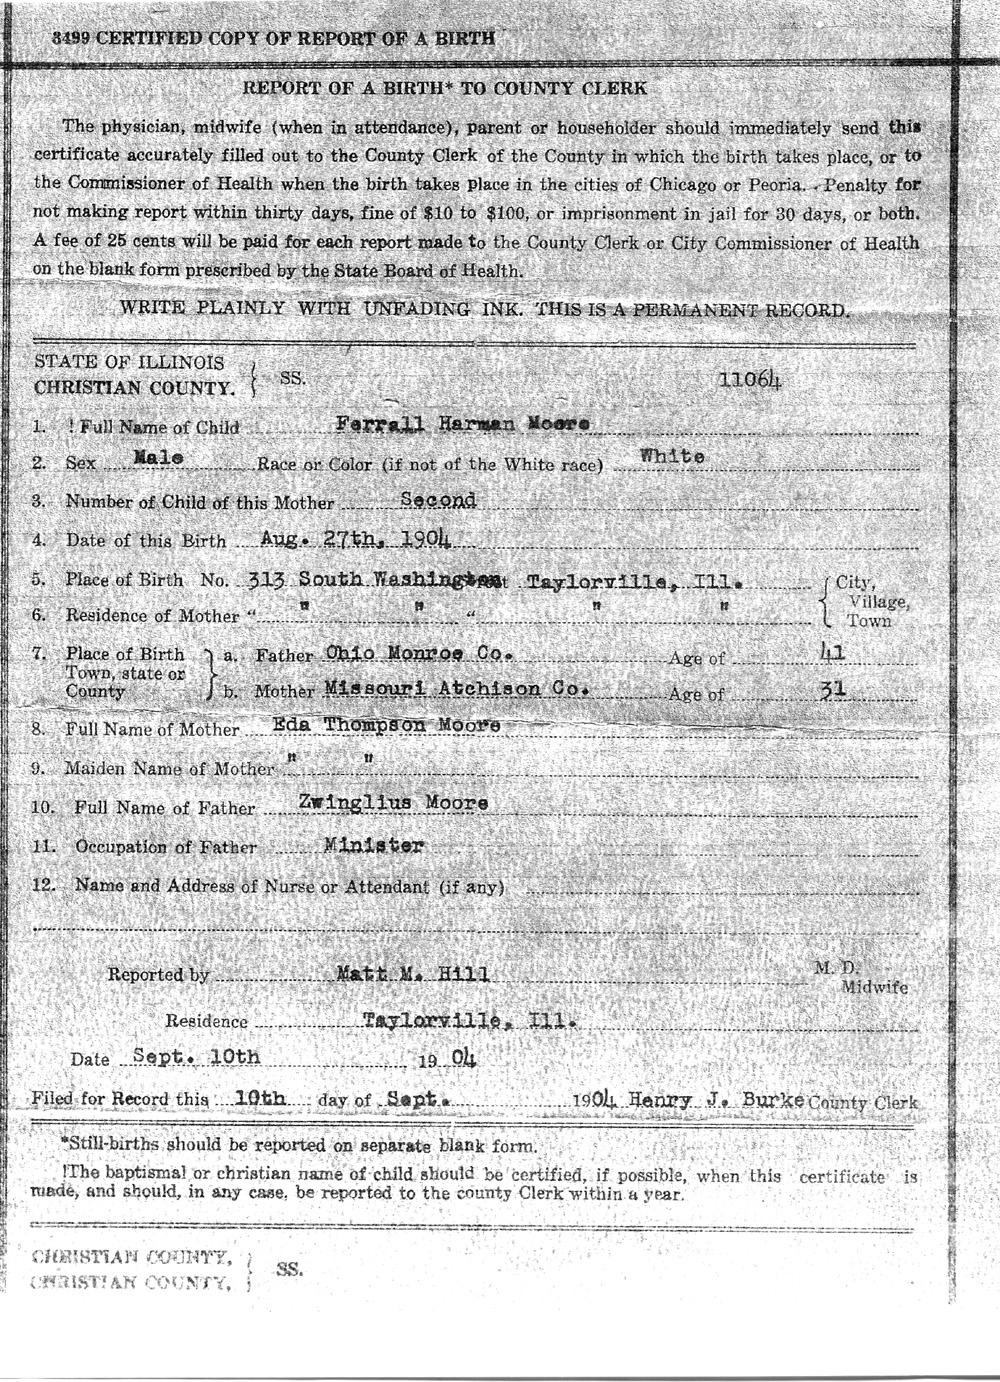 3499 CERTIFIED COPY OF REPORT OF A BIRTH
REPORT OF A BIRTH* TO COUNTY CLERK
The physician, midwife (when in attendance), parent or householder should immediately send this
certificate accurately filled out to the County Clerk of the County in which the birth takes place, or to
the Commissioner of Health when the birth takes place in the cities of Chicago or Peoria. Penalty for
not making report within thirty days, fine of $10 to $100, or imprisonment in jail for 30 days, or both.
A fee of 25 cents will be paid for each report made to the County Clerk or City Commissioner of Health
on the blank form prescribed by the State Board of Health.
WRITE PLAINLY WITH UNFADING INK. THIS IS A PERMANENT RECORD.
STATE OF ILLINOIS
CHRISTIAN COUNTY. } SS. 11064
1. ! Full Name of Child Ferrall Harman Moore
2. Sex Male Race or Color (if not of the White race) White
3. Number of Child of this Mother Second
4. Date of this Birth Aug. 27th, 1904
5. Place of Birth No. 313 South Washington St Taylorville, Ill. { City,
Village,
6. Residence of Mother " " " " " " Town
7. Place of Birth } a. Father Ohio Monroe Co. Age of 41
Town, state or
County b. Mother Missouri Atchison Co. Age of 31
8. Full Name of Mother Eda Thompson Moore
9. Maiden Name of Mother " "
10. Full Name of Father Zwinglius Moore
11. Occupation of Father Minister
12. Name and Address of Nurse or Attendant (if any)
Reported by Matt M. Hill M. D.
Midwife
Residence Taylorville, Ill.
Date Sept. 10th 1904
Filed for Record this 10th day of Sept. 1904 Henry J. Burke County Clerk
*Still-births should be reported on separate blank form.
!The baptismal or christian name of child should be certified, if possible, when this certificate is
made, and should, in any case, be reported to the county Clerk within a year.
CHRISTIAN COUNTY, } SS.
CHRISTIAN COUNTY,